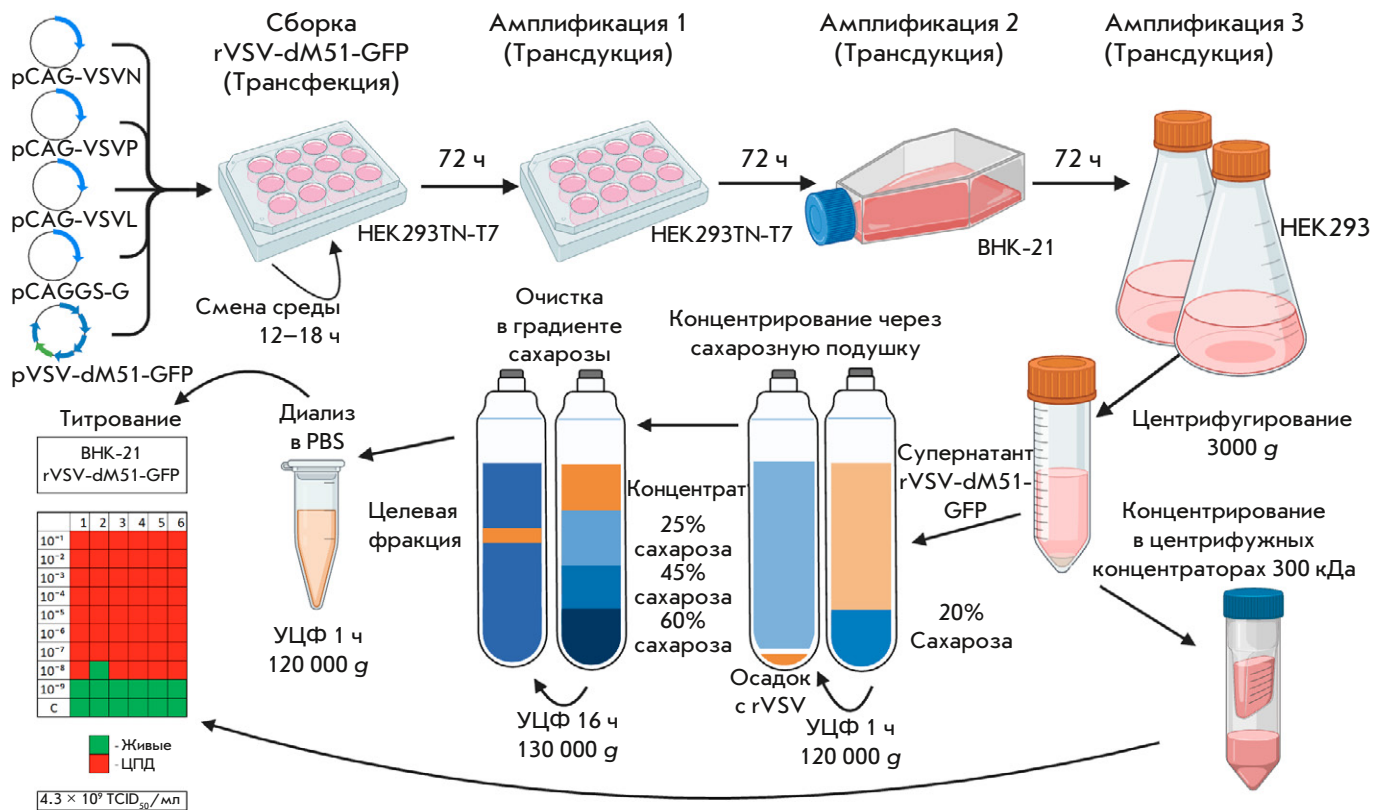 pCAG-VSVN
pCAG-VSVP
pCAG-VSVL
pCAGGS-G
pVSV-dM51-GFP
Сборка
rVSV-dM51-GFP
(Трансфекция)
HEK293TN-T7
Смена среды
12–18 ч
72 ч
Амплификация 1
(Трансдукция)
HEK293TN-T7
72 ч
Амплификация 2
(Трансдукция)
BHK-21
72 ч
Амплификация 3
(Трансдукция)
HEK293
Центрифугирование
3000 g
Супернатант
rVSV-dM51-
GFP
Концентрирование
в центрифужных
концентраторах 300 кДа
Концентрирование через
сахарозную подушку
20%
Сахароза
Осадок
с rVSV
УЦФ 1 ч
120 000 g
Очистка
в градиенте
сахарозы
Концентрат
25%
сахароза
45%
сахароза
60%
сахароза
УЦФ 16 ч
130 000 g
Целевая
фракция
Диализ
в PBS
УЦФ 1 ч
120 000 g
Титрование
BHK-21
rVSV-dM51-GFP
1 2 3 4 5 6
10⁻¹
10⁻²
10⁻³
10⁻⁴
10⁻⁵
10⁻⁶
10⁻⁷
10⁻⁸
10⁻⁹
C
- Живые
- ЦПД
4.3 × 10⁹ TCID₅₀/мл